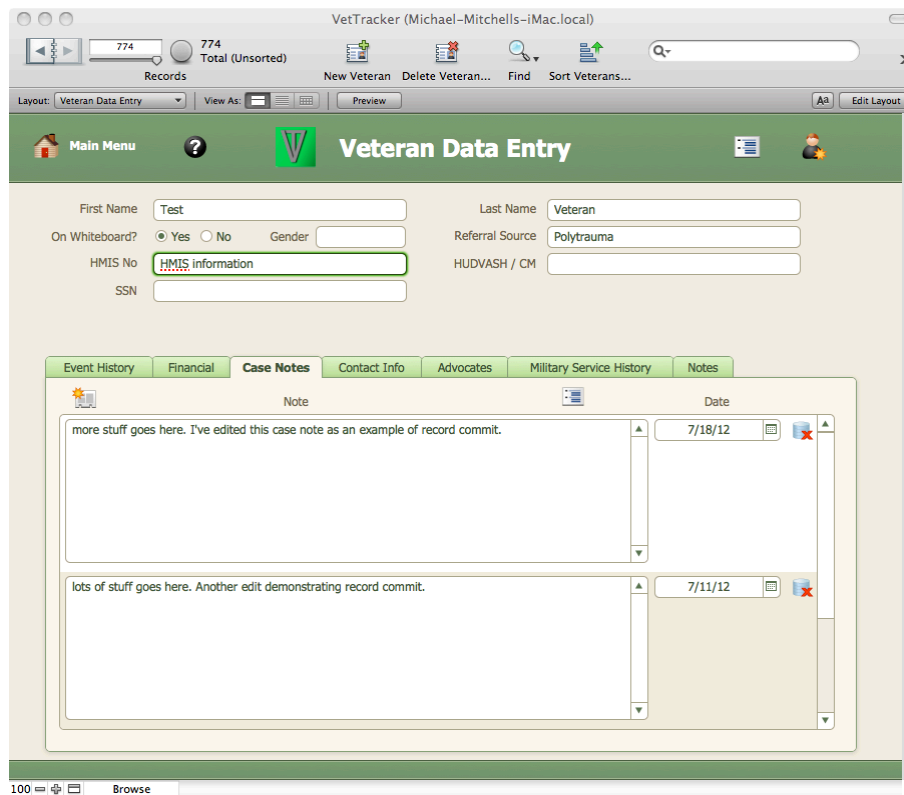 VetTracker (Michael-Mitchells-iMac.local)
774
774
Total (Unsorted)
Records
New Veteran Delete Veteran... Find Sort Veterans...
Layout: Veteran Data Entry View As: Preview Aa Edit Layout
Main Menu ? Veteran Data Entry
First Name Test Last Name Veteran
On Whiteboard? Yes No Gender Referral Source Polytrauma
HMIS No HMIS information HUDVASH / CM
SSN
Event History Financial Case Notes Contact Info Advocates Military Service History Notes
Note Date
more stuff goes here. I've edited this case note as an example of record commit. 7/18/12
lots of stuff goes here. Another edit demonstrating record commit. 7/11/12
100 Browse